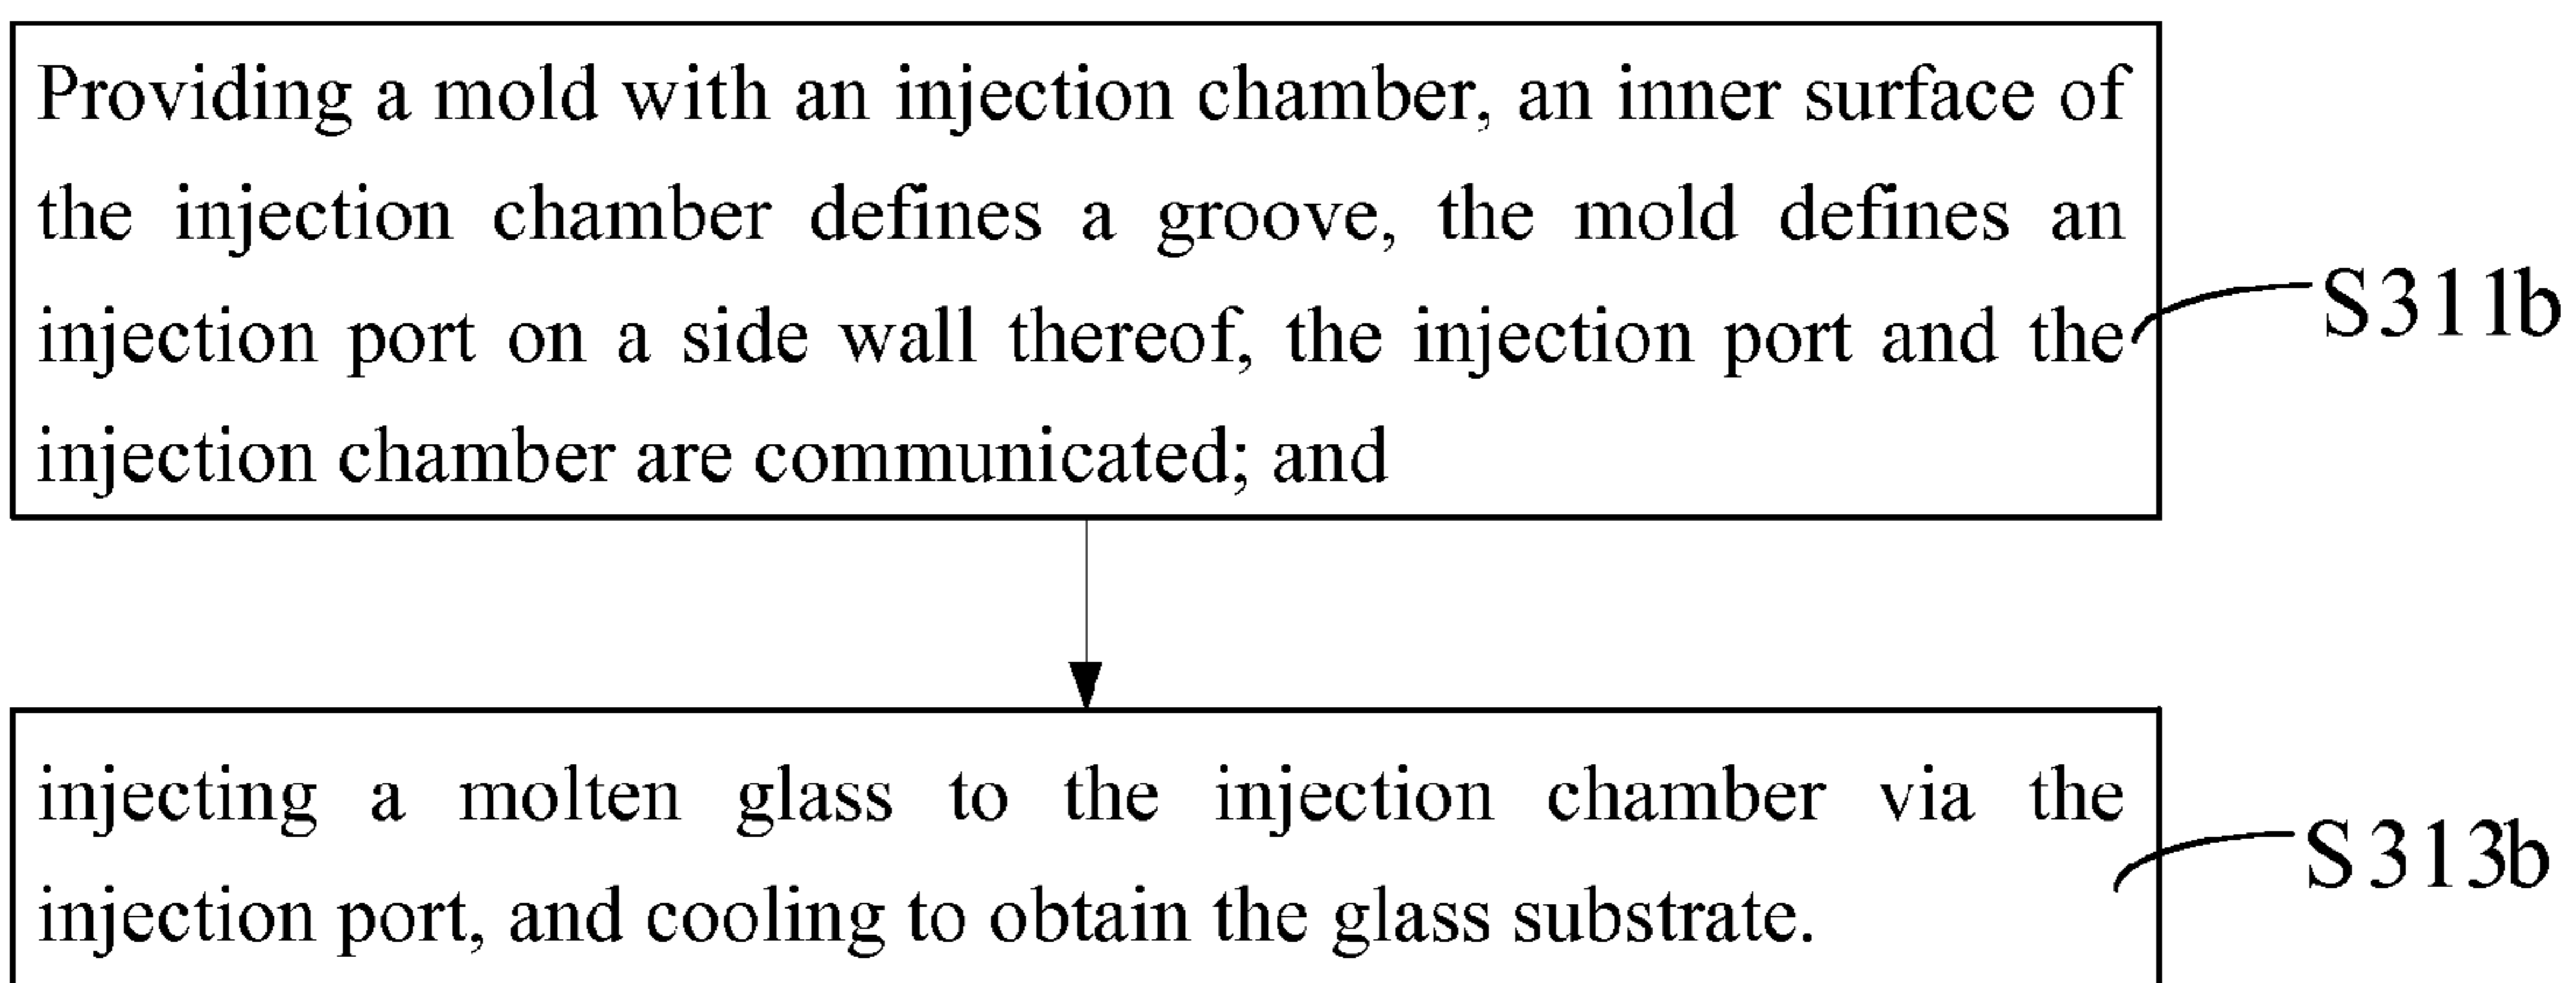 Providing a mold with an injection chamber, an inner surface of
the injection chamber defines a groove, the mold defines an
injection port on a side wall thereof, the injection port and the
injection chamber are communicated; and
S311b
injecting a molten glass to the injection chamber via the
injection port, and cooling to obtain the glass substrate.
S313b